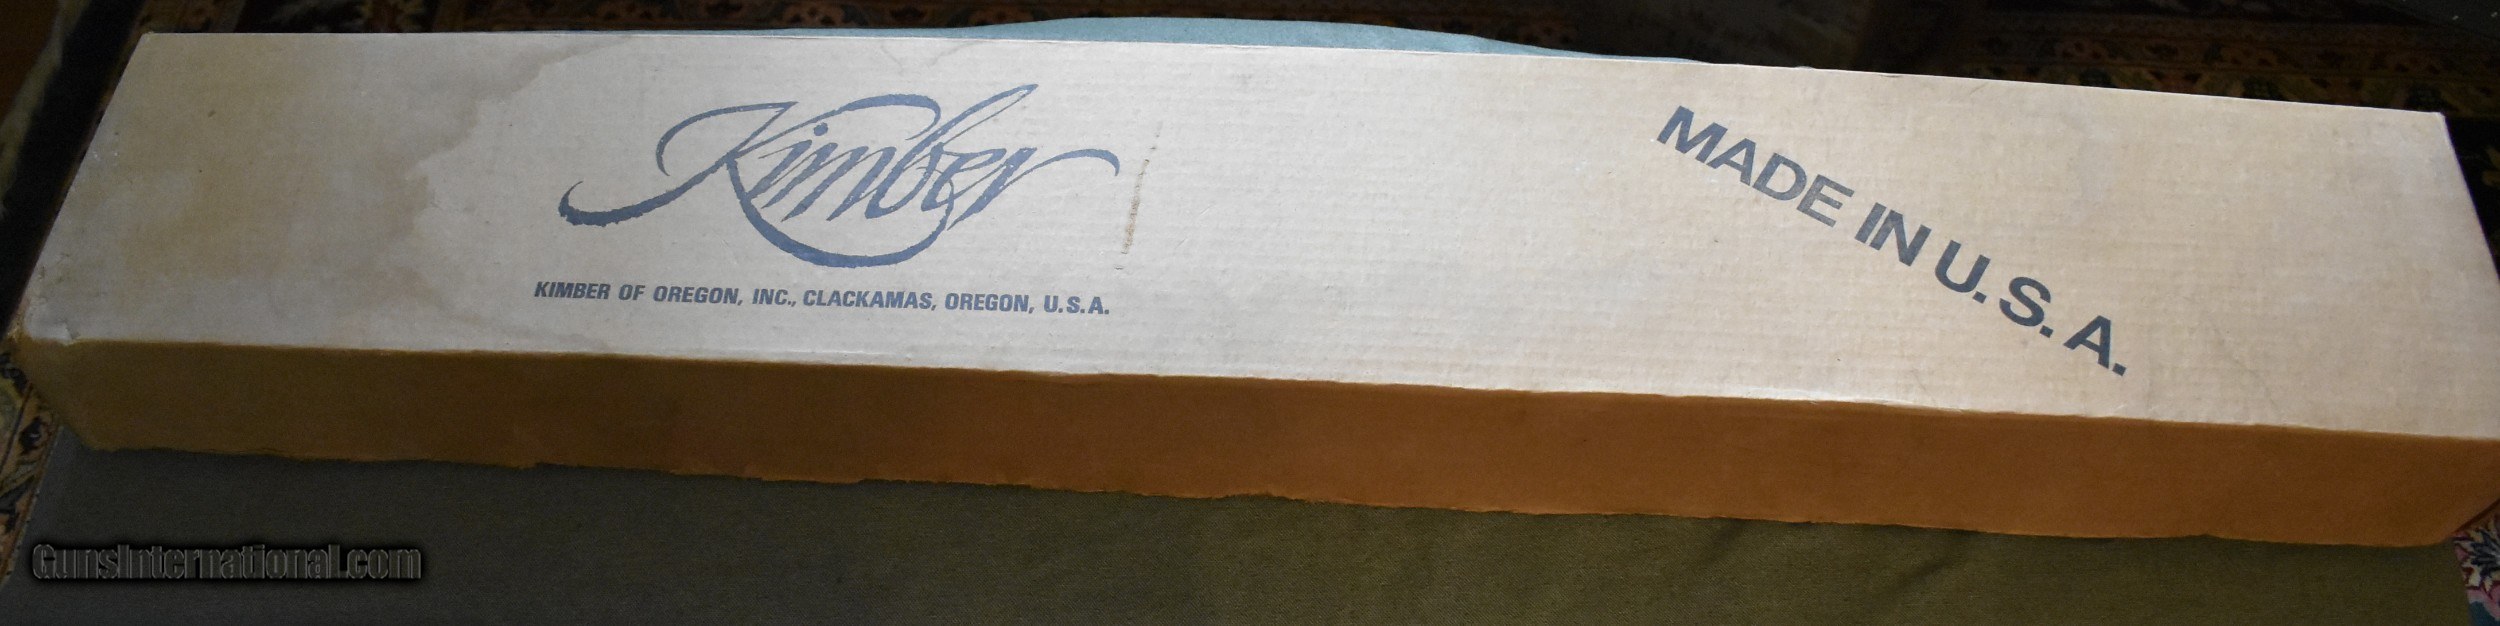 Kimber
KIMBER OF OREGON, INC., CLACKAMAS, OREGON, U.S.A.
MADE IN U.S.A.
GunsInternational.com